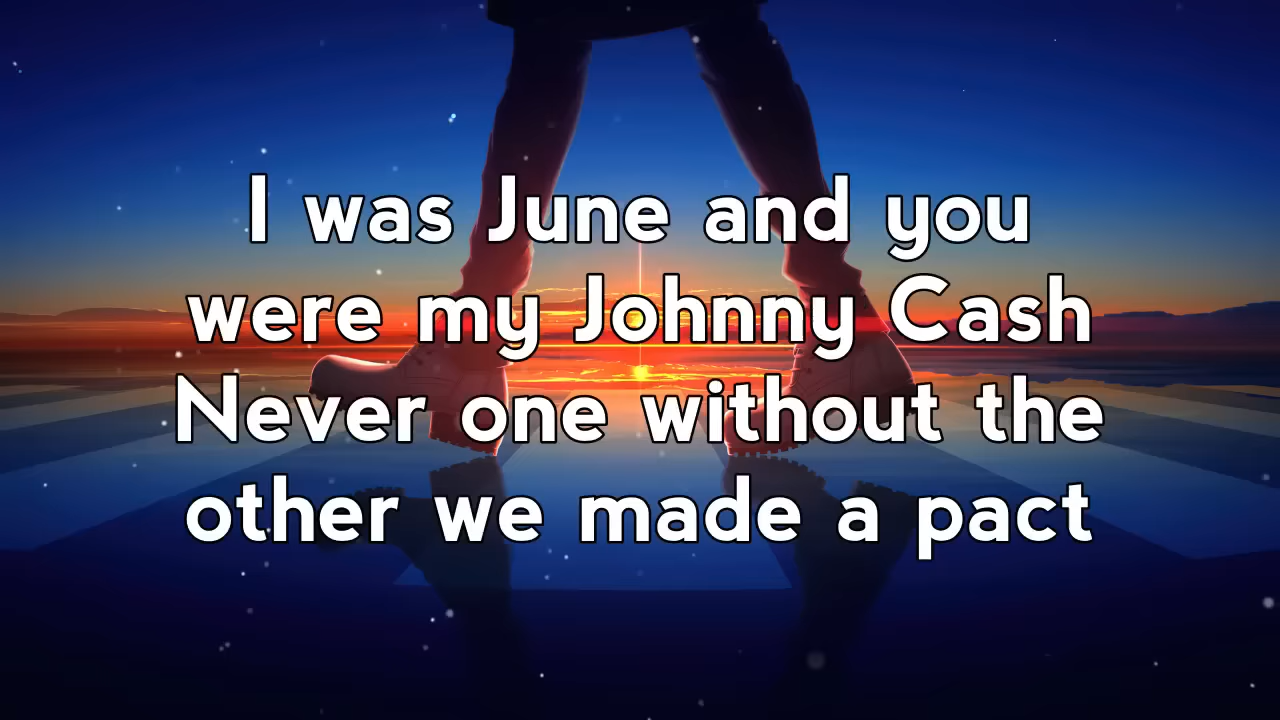 I was June and you
were my Johnny Cash
Never one without the
other we made a pact